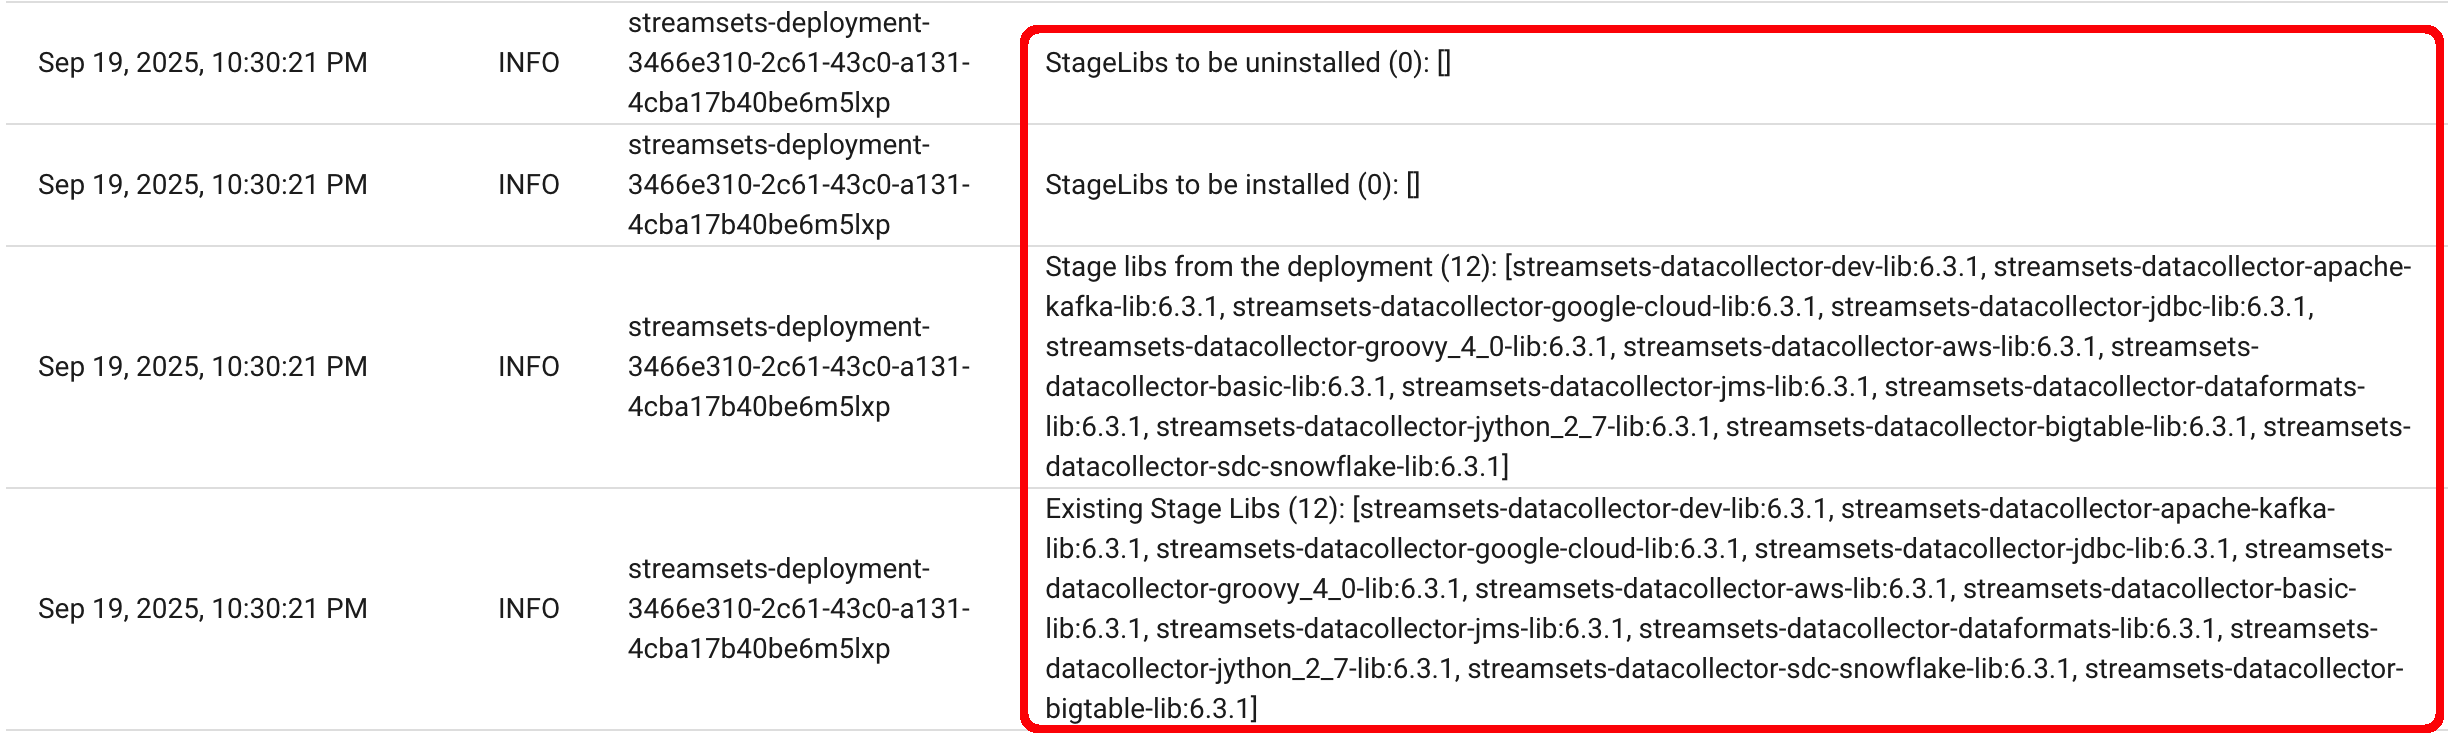 streamsets-deployment-
Sep 19, 2025, 10:30:21 PM INFO 3466e310-2c61-43c0-a131- StageLibs to be uninstalled (0): []
4cba17b40be6m5lxp
streamsets-deployment-
Sep 19, 2025, 10:30:21 PM INFO 3466e310-2c61-43c0-a131- StageLibs to be installed (0): []
4cba17b40be6m5lxp
Stage libs from the deployment (12): [streamsets-datacollector-dev-lib:6.3.1, streamsets-datacollector-apache-
kafka-lib:6.3.1, streamsets-datacollector-google-cloud-lib:6.3.1, streamsets-datacollector-jdbc-lib:6.3.1,
streamsets-deployment- streamsets-datacollector-groovy_4_0-lib:6.3.1, streamsets-datacollector-aws-lib:6.3.1, streamsets-
Sep 19, 2025, 10:30:21 PM INFO 3466e310-2c61-43c0-a131- datacollector-basic-lib:6.3.1, streamsets-datacollector-jms-lib:6.3.1, streamsets-datacollector-dataformats-
4cba17b40be6m5lxp lib:6.3.1, streamsets-datacollector-jython_2_7-lib:6.3.1, streamsets-datacollector-bigtable-lib:6.3.1, streamsets-
datacollector-sdc-snowflake-lib:6.3.1]
Existing Stage Libs (12): [streamsets-datacollector-dev-lib:6.3.1, streamsets-datacollector-apache-kafka-
lib:6.3.1, streamsets-datacollector-google-cloud-lib:6.3.1, streamsets-datacollector-jdbc-lib:6.3.1, streamsets-
streamsets-deployment- datacollector-groovy_4_0-lib:6.3.1, streamsets-datacollector-aws-lib:6.3.1, streamsets-datacollector-basic-
Sep 19, 2025, 10:30:21 PM INFO 3466e310-2c61-43c0-a131- lib:6.3.1, streamsets-datacollector-jms-lib:6.3.1, streamsets-datacollector-dataformats-lib:6.3.1, streamsets-
4cba17b40be6m5lxp datacollector-jython_2_7-lib:6.3.1, streamsets-datacollector-sdc-snowflake-lib:6.3.1, streamsets-datacollector-
bigtable-lib:6.3.1]